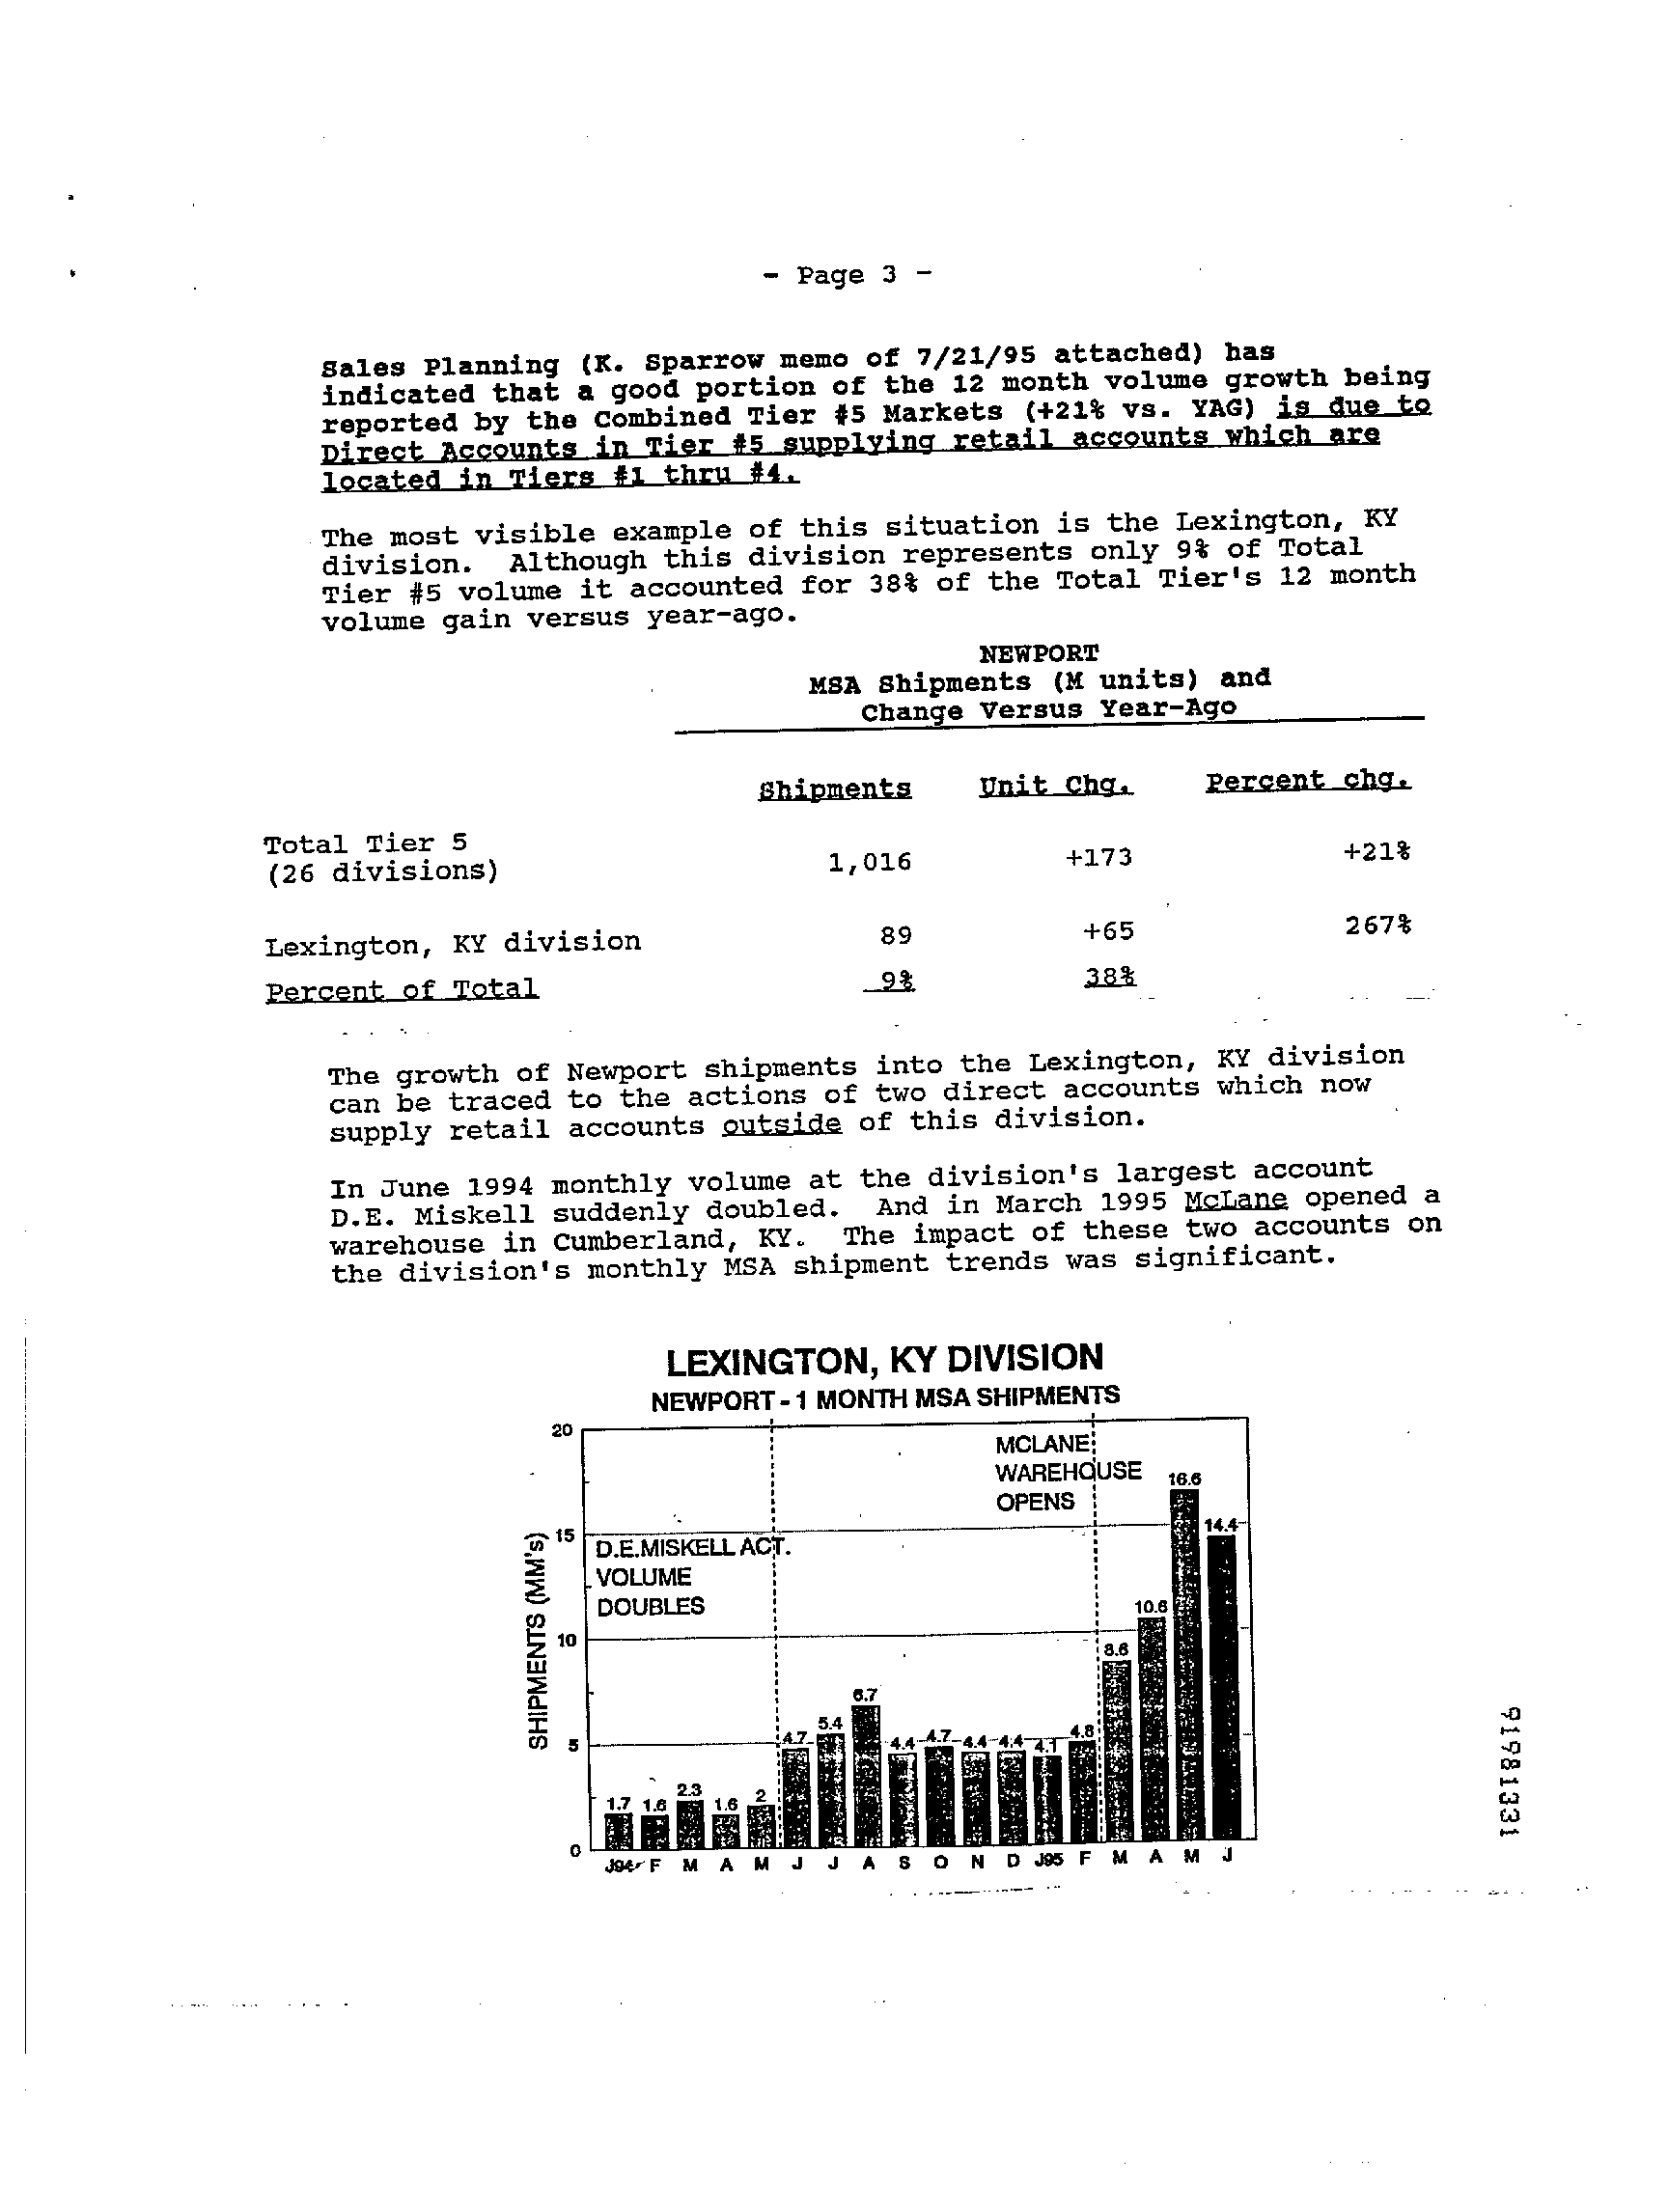 - Page 3 -
Sales Planning (K. Sparrow memo of 7/21/95 attached) has
indicated that a good portion of the 12 month volume growth being
reported by the Combined Tier #5 Markets (+21% vs. YAG) is due to
Direct Accounts in Tier #5 supplying retail accounts which are
located in Tiers #1 thru #4.
The most visible example of this situation is the Lexington, KY
division. Although this division represents only 9% of Total
Tier #5 volume it accounted for 38% of the Total Tier's 12 month
volume gain versus year-ago.
NEWPORT
MSA Shipments (M units) and
Change Versus Year-Ago
Shipments Unit Chg. Percent chg.
Total Tier 5
(26 divisions) 1,016 +173 +21%
Lexington, KY division 89 +65 267%
Percent of Total 9% 38%
The growth of Newport shipments into the Lexington, KY division
can be traced to the actions of two direct accounts which now
supply retail accounts outside of this division.
In June 1994 monthly volume at the division's largest account
D.E. Miskell suddenly doubled. And in March 1995 McLane opened a
warehouse in Cumberland, KY. The impact of these two accounts on
the division's monthly MSA shipment trends was significant.
LEXINGTON, KY DIVISION
NEWPORT - 1 MONTH MSA SHIPMENTS
SHIPMENTS (MM's)
20
15
10
5
0
D.E.MISKELL ACT.
VOLUME
DOUBLES
MCLANE
WAREHOUSE
OPENS
1.7 1.6 2.3 1.6 2 4.7 5.4 6.7 4.4 4.7 4.4 4.4 4.1 4.8 8.6 10.6 16.6 14.4
J94 F M A M J J A S O N D J95 F M A M J
91981331